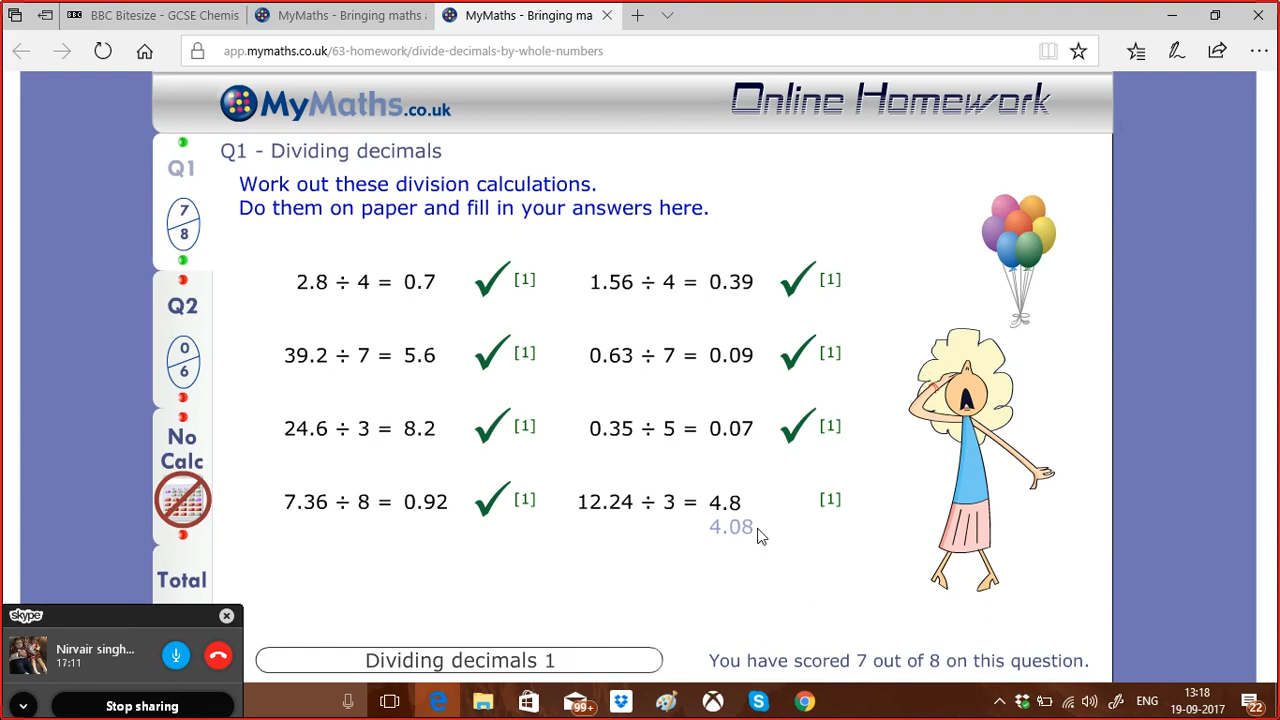 BBC BBC Bitesize - GCSE Chemis
MyMaths - Bringing maths a
MyMaths - Bringing ma
app.mymaths.co.uk/63-homework/divide-decimals-by-whole-numbers
MyMaths.co.uk
Online Homework
Q1
7
8
Q2
0
6
No
Calc
Total
Q1 - Dividing decimals
Work out these division calculations.
Do them on paper and fill in your answers here.
2.8 ÷ 4 = 0.7 [1] 1.56 ÷ 4 = 0.39 [1]
39.2 ÷ 7 = 5.6 [1] 0.63 ÷ 7 = 0.09 [1]
24.6 ÷ 3 = 8.2 [1] 0.35 ÷ 5 = 0.07 [1]
7.36 ÷ 8 = 0.92 [1] 12.24 ÷ 3 = 4.8 [1]
4.08
Dividing decimals 1
You have scored 7 out of 8 on this question.
skype
Nirvair singh...
17:11
Stop sharing
99+
ENG
13:18
19-09-2017
22